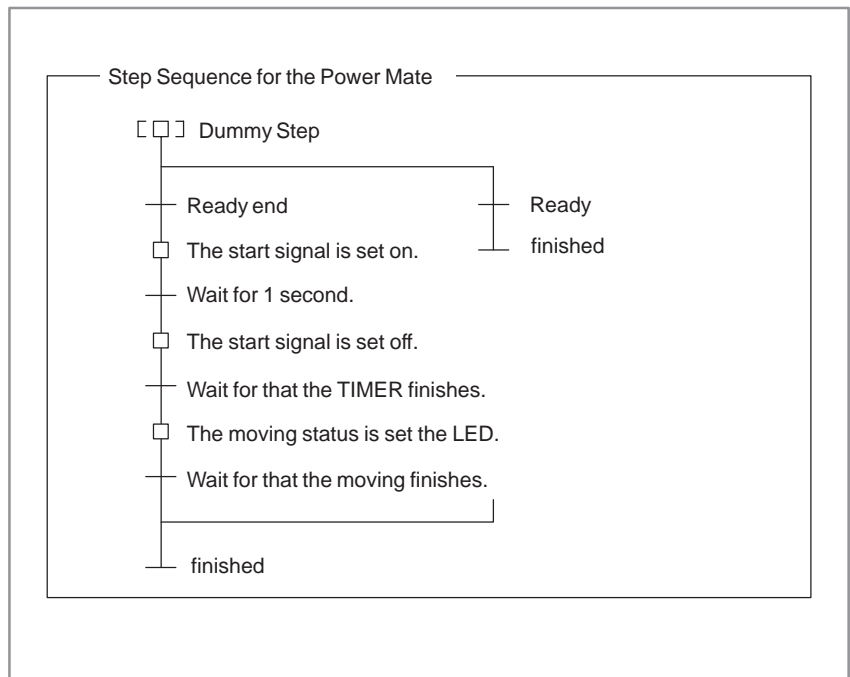 Step Sequence for the Power Mate
Dummy Step
Ready end
Ready
The start signal is set on.
finished
Wait for 1 second.
The start signal is set off.
Wait for that the TIMER finishes.
The moving status is set the LED.
Wait for that the moving finishes.
finished